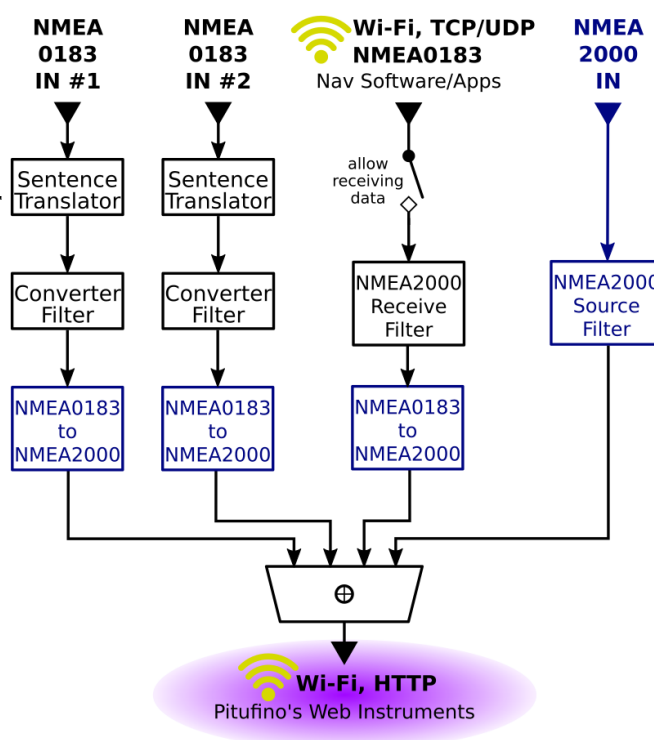 NMEA
0183
IN #1
NMEA
0183
IN #2
Wi-Fi, TCP/UDP
NMEA0183
Nav Software/Apps
NMEA
2000
IN
allow
receiving
data
Sentence
Translator
Sentence
Translator
Converter
Filter
Converter
Filter
NMEA2000
Receive
Filter
NMEA2000
Source
Filter
NMEA0183
to
NMEA2000
NMEA0183
to
NMEA2000
NMEA0183
to
NMEA2000
Wi-Fi, HTTP
Pitufino's Web Instruments